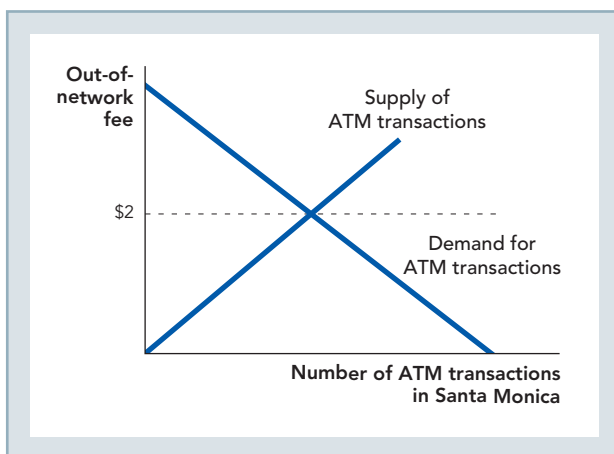 Out-of-
network
fee
Supply of
ATM transactions
$2
Demand for
ATM transactions
Number of ATM transactions
in Santa Monica